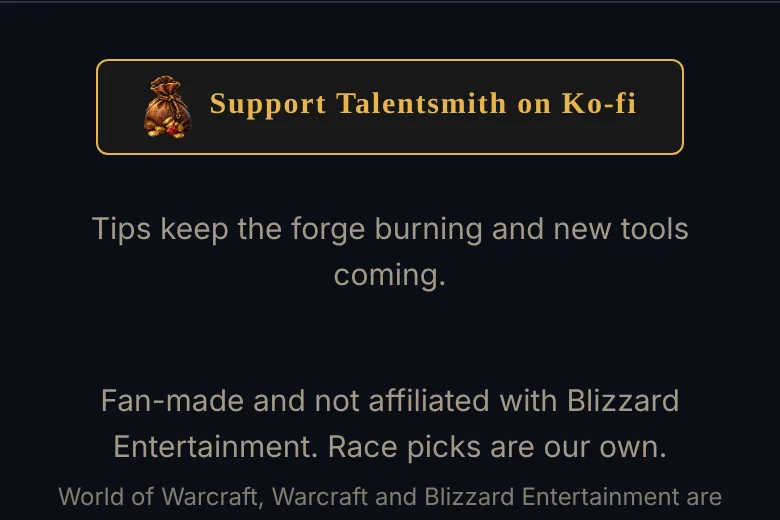 Support Talentsmith on Ko-fi
Tips keep the forge burning and new tools
coming.
Fan-made and not affiliated with Blizzard
Entertainment. Race picks are our own.
World of Warcraft, Warcraft and Blizzard Entertainment are